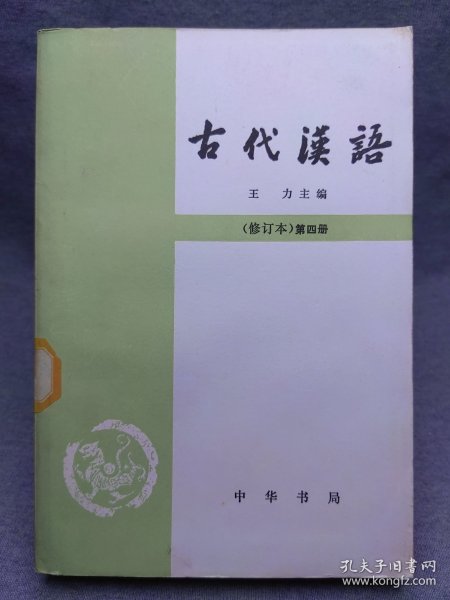 古代漢語
王 力主编
(修订本)第四册
中华书局
孔夫子旧书网
www.kongfz.com